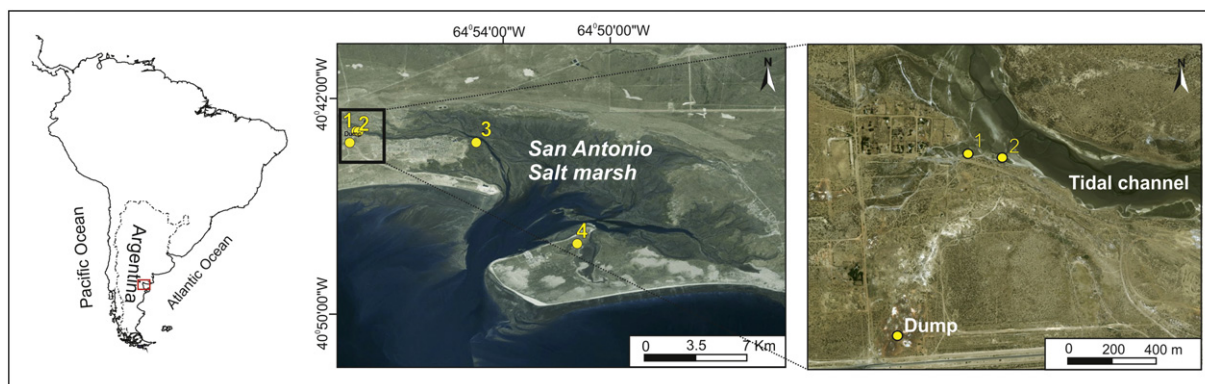 Pacific Ocean
Argentina
Atlantic Ocean
64°54'00"W
64°50'00"W
40°42'00"W
40°50'00"W
N
1
2
3
San Antonio
Salt marsh
4
0
3.5
7 Km
N
1
2
Tidal channel
Dump
0
200
400 m